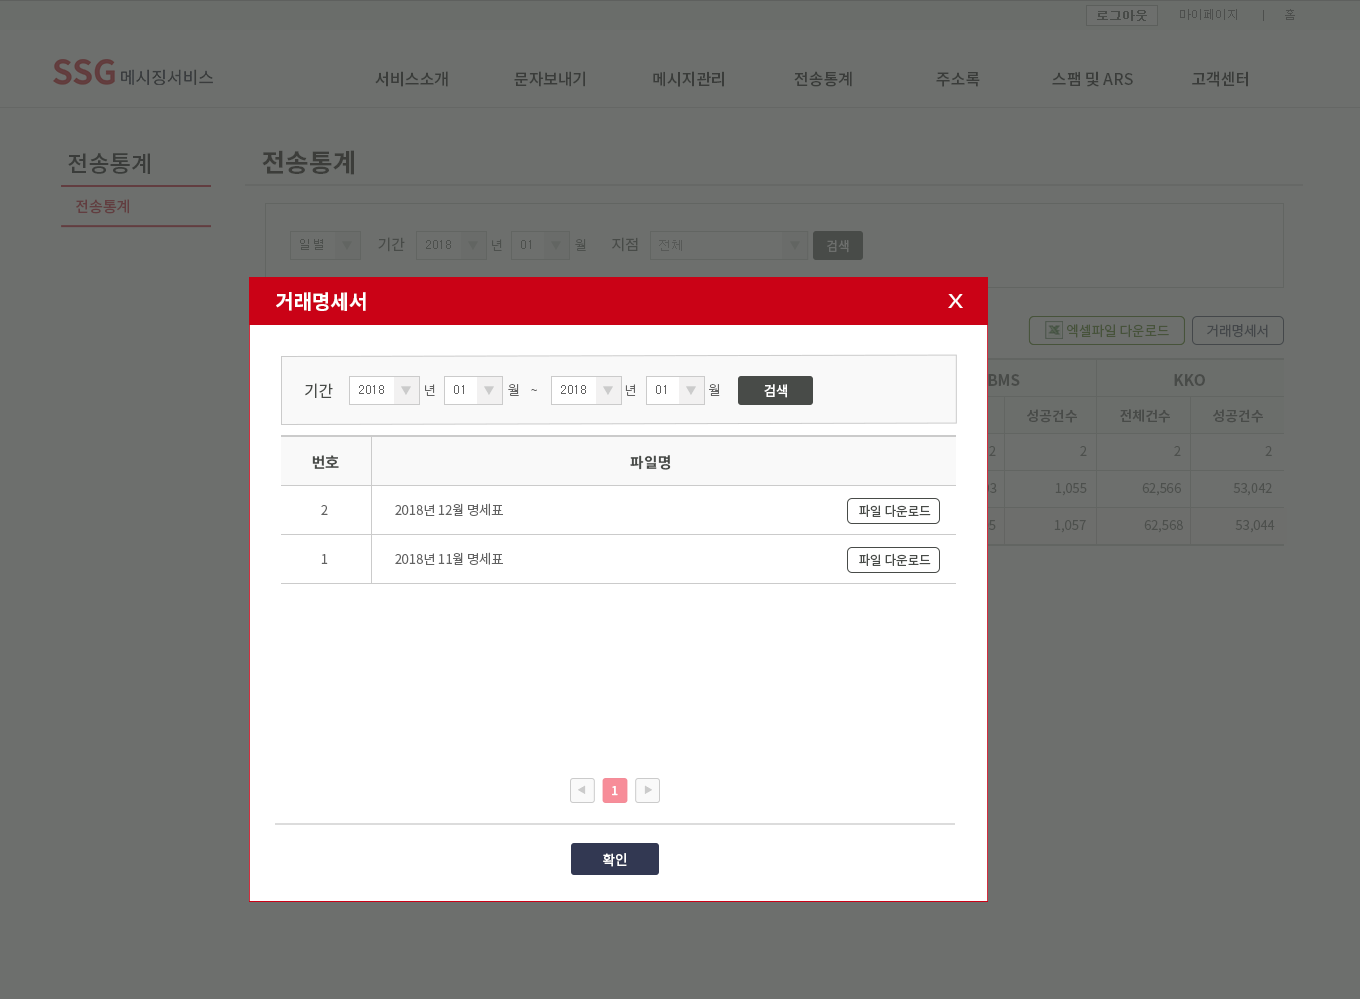 로그아웃 마이페이지 | 홈
SSG 메시징서비스 서비스소개 문자보내기 메시지관리 전송통계 주소록 스팸 및 ARS 고객센터
전송통계
전송통계
전송통계
일별 기간 2018 년 01 월 지점 전체 검색
거래명세서 X
엑셀파일 다운로드 거래명세서
기간 2018 년 01 월 ~ 2018 년 01 월 검색
BMS KKO
성공건수 전체건수 성공건수
2 2 2 2
1,055 62,566 53,042
5 1,057 62,568 53,044
번호 파일명
2 2018년 12월 명세표 파일 다운로드
1 2018년 11월 명세표 파일 다운로드
1
확인